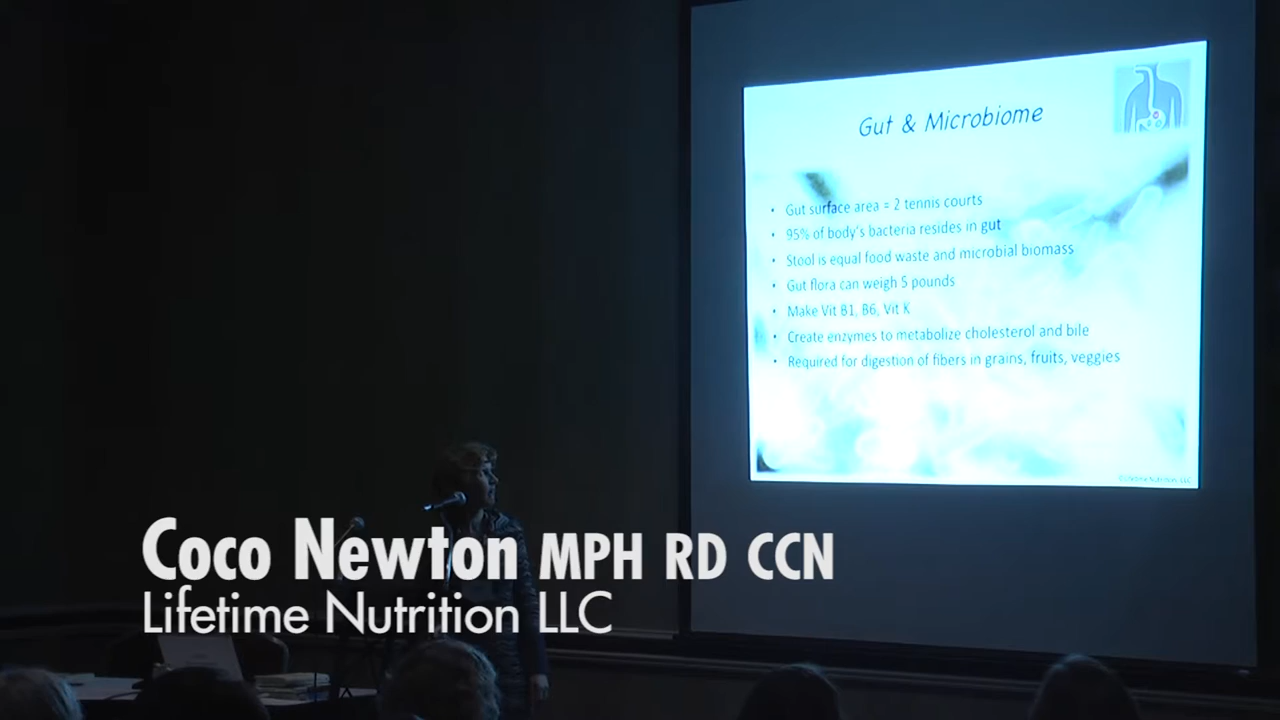 Gut & Microbiome
• Gut surface area = 2 tennis courts
• 95% of body's bacteria resides in gut
• Stool is equal food waste and microbial biomass
• Gut flora can weigh 5 pounds
• Make Vit B1, B6, Vit K
• Create enzymes to metabolize cholesterol and bile
• Required for digestion of fibers in grains, fruits, veggies
©Lifetime Nutrition, LLC
Coco Newton MPH RD CCN
Lifetime Nutrition LLC